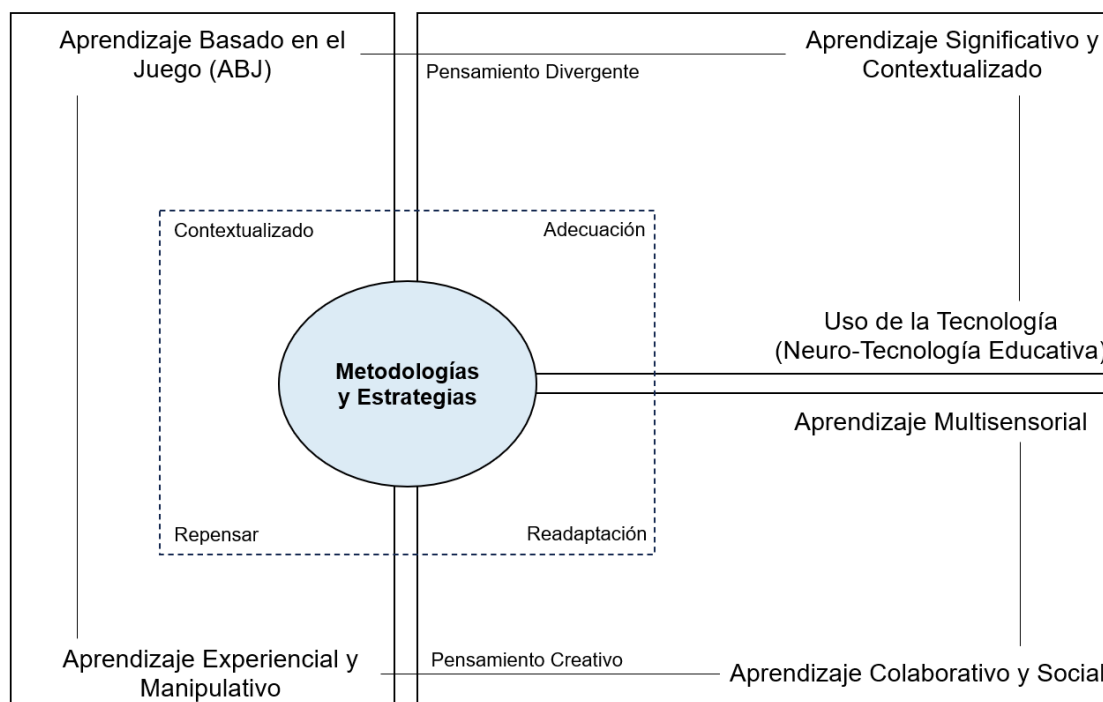 Aprendizaje Basado en el
Juego (ABJ)
Pensamiento Divergente
Aprendizaje Significativo y
Contextualizado
Contextualizado
Adecuación
Uso de la Tecnología
(Neuro-Tecnología Educativa)
Metodologías
y Estrategias
Aprendizaje Multisensorial
Repensar
Readaptación
Aprendizaje Experiencial y
Manipulativo
Pensamiento Creativo
Aprendizaje Colaborativo y Social